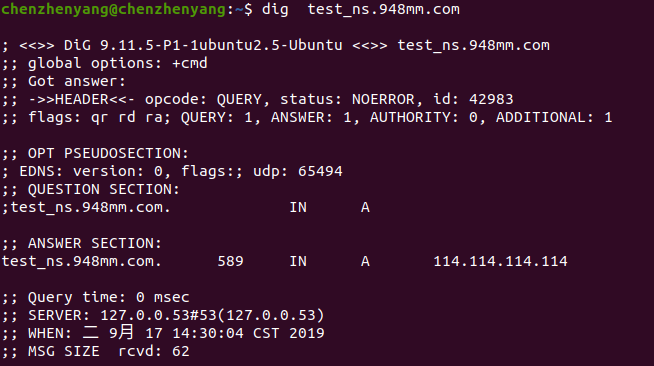 chenzhenyang@chenzhenyang:~$ dig  test_ns.948mm.com
; <<>> DiG 9.11.5-P1-1ubuntu2.5-Ubuntu <<>> test_ns.948mm.com
;; global options: +cmd
;; Got answer:
;; ->>HEADER<<- opcode: QUERY, status: NOERROR, id: 42983
;; flags: qr rd ra; QUERY: 1, ANSWER: 1, AUTHORITY: 0, ADDITIONAL: 1
;; OPT PSEUDOSECTION:
; EDNS: version: 0, flags:; udp: 65494
;; QUESTION SECTION:
;test_ns.948mm.com.		IN	A
;; ANSWER SECTION:
test_ns.948mm.com.	589	IN	A	114.114.114.114
;; Query time: 0 msec
;; SERVER: 127.0.0.53#53(127.0.0.53)
;; WHEN: 二 9月 17 14:30:04 CST 2019
;; MSG SIZE  rcvd: 62